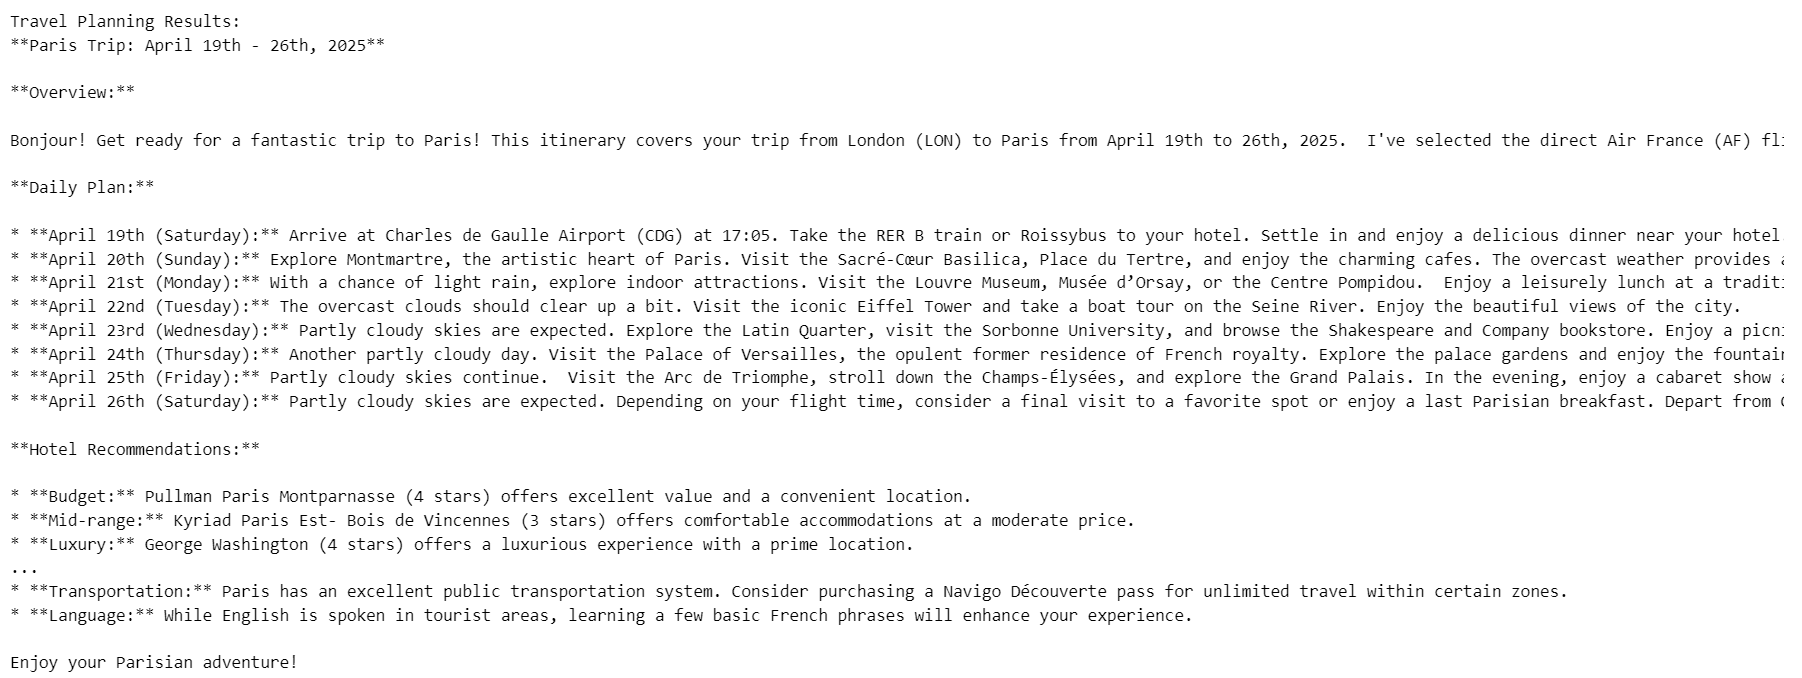 Travel Planning Results:
**Paris Trip: April 19th - 26th, 2025**
**Overview:**
Bonjour! Get ready for a fantastic trip to Paris! This itinerary covers your trip from London (LON) to Paris from April 19th to 26th, 2025.  I've selected the direct Air France (AF)
**Daily Plan:**
* **April 19th (Saturday):** Arrive at Charles de Gaulle Airport (CDG) at 17:05. Take the RER B train or Roissybus to your hotel. Settle in and enjoy a delicious dinner near your hotel
* **April 20th (Sunday):** Explore Montmartre, the artistic heart of Paris. Visit the Sacré-Cœur Basilica, Place du Tertre, and enjoy the charming cafes. The overcast weather provides
* **April 21st (Monday):** With a chance of light rain, explore indoor attractions. Visit the Louvre Museum, Musée d’Orsay, or the Centre Pompidou.  Enjoy a leisurely lunch at a
* **April 22nd (Tuesday):** The overcast clouds should clear up a bit. Visit the iconic Eiffel Tower and take a boat tour on the Seine River. Enjoy the beautiful views of the city.
* **April 23rd (Wednesday):** Partly cloudy skies are expected. Explore the Latin Quarter, visit the Sorbonne University, and browse the Shakespeare and Company bookstore. Enjoy a
* **April 24th (Thursday):** Another partly cloudy day. Visit the Palace of Versailles, the opulent former residence of French royalty. Explore the palace gardens and enjoy the
* **April 25th (Friday):** Partly cloudy skies continue.  Visit the Arc de Triomphe, stroll down the Champs-Élysées, and explore the Grand Palais. In the evening, enjoy a cabaret show
* **April 26th (Saturday):** Partly cloudy skies are expected. Depending on your flight time, consider a final visit to a favorite spot or enjoy a last Parisian breakfast. Depart from
**Hotel Recommendations:**
* **Budget:** Pullman Paris Montparnasse (4 stars) offers excellent value and a convenient location.
* **Mid-range:** Kyriad Paris Est- Bois de Vincennes (3 stars) offers comfortable accommodations at a moderate price.
* **Luxury:** George Washington (4 stars) offers a luxurious experience with a prime location.
...
* **Transportation:** Paris has an excellent public transportation system. Consider purchasing a Navigo Découverte pass for unlimited travel within certain zones.
* **Language:** While English is spoken in tourist areas, learning a few basic French phrases will enhance your experience.
Enjoy your Parisian adventure!